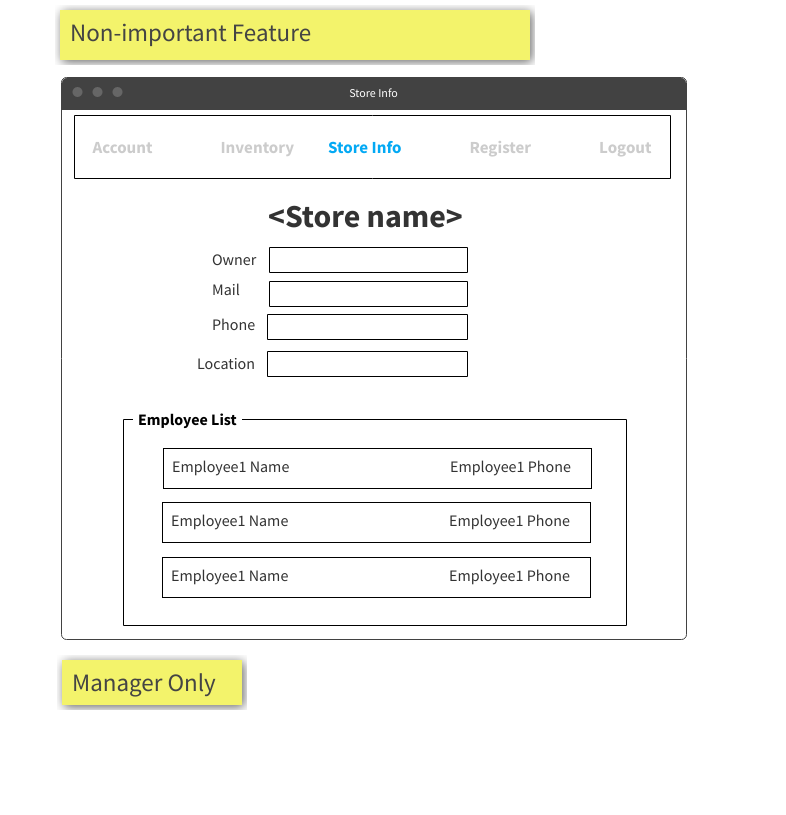 Non-important Feature
Store Info
Account Inventory Store Info Register Logout
<Store name>
Owner
Mail
Phone
Location
Employee List
Employee1 Name Employee1 Phone
Employee1 Name Employee1 Phone
Employee1 Name Employee1 Phone
Manager Only